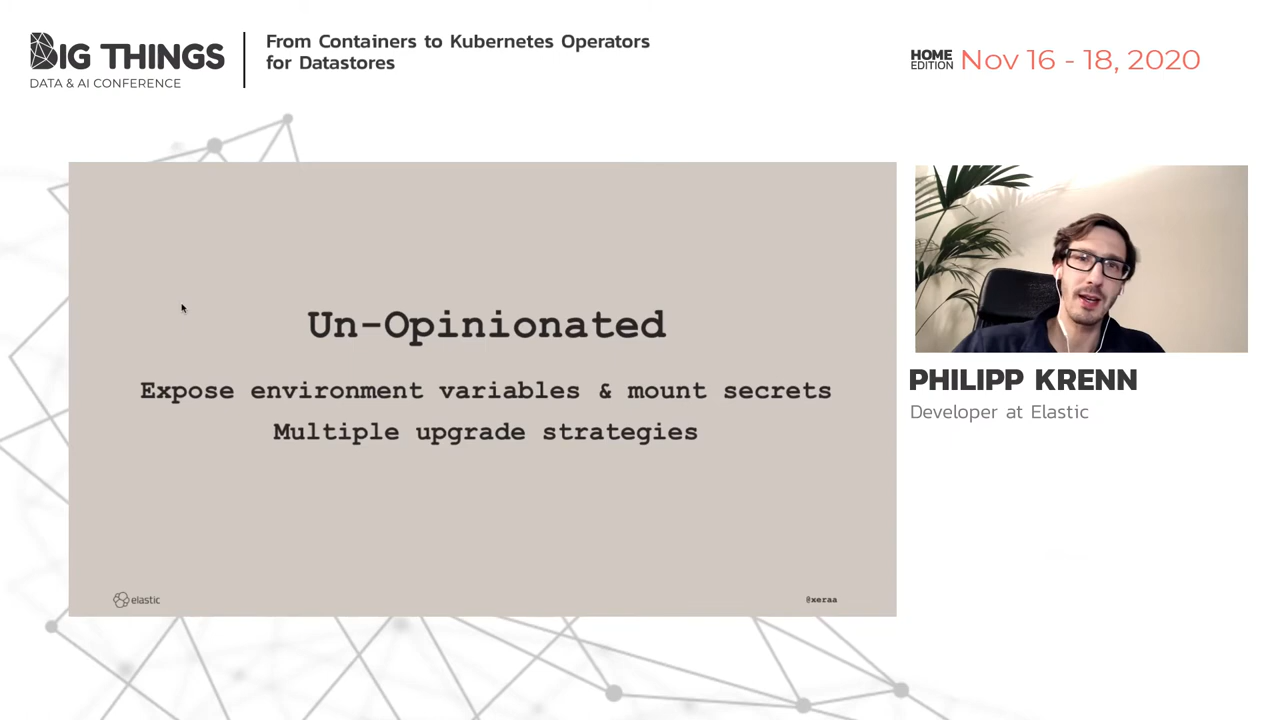 BIG THINGS
DATA & AI CONFERENCE
From Containers to Kubernetes Operators
for Datastores
HOME
EDITION
Nov 16 - 18, 2020
Un-Opinionated
Expose environment variables & mount secrets
Multiple upgrade strategies
elastic
@xeraa
PHILIPP KRENN
Developer at Elastic